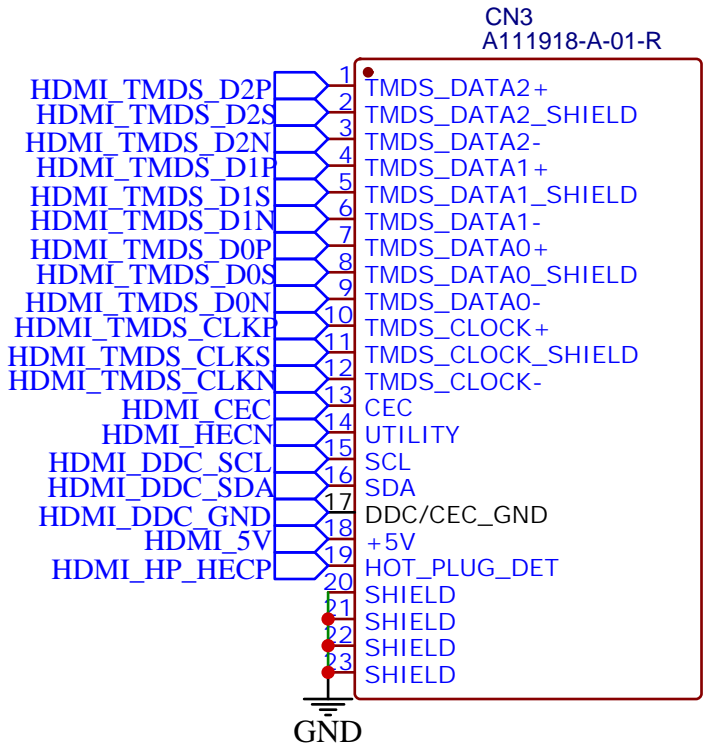 CN3
A111918-A-01-R
HDMI_TMDS_D2P 1 TMDS_DATA2+
HDMI_TMDS_D2S 2 TMDS_DATA2_SHIELD
HDMI_TMDS_D2N 3 TMDS_DATA2-
HDMI_TMDS_D1P 4 TMDS_DATA1+
HDMI_TMDS_D1S 5 TMDS_DATA1_SHIELD
HDMI_TMDS_D1N 6 TMDS_DATA1-
HDMI_TMDS_D0P 7 TMDS_DATA0+
HDMI_TMDS_D0S 8 TMDS_DATA0_SHIELD
HDMI_TMDS_D0N 9 TMDS_DATA0-
HDMI_TMDS_CLKP 10 TMDS_CLOCK+
HDMI_TMDS_CLKS 11 TMDS_CLOCK_SHIELD
HDMI_TMDS_CLKN 12 TMDS_CLOCK-
HDMI_CEC 13 CEC
HDMI_HECN 14 UTILITY
HDMI_DDC_SCL 15 SCL
HDMI_DDC_SDA 16 SDA
HDMI_DDC_GND 17 DDC/CEC_GND
HDMI_5V 18 +5V
HDMI_HP_HECP 19 HOT_PLUG_DET
20 SHIELD
21 SHIELD
22 SHIELD
23 SHIELD
GND